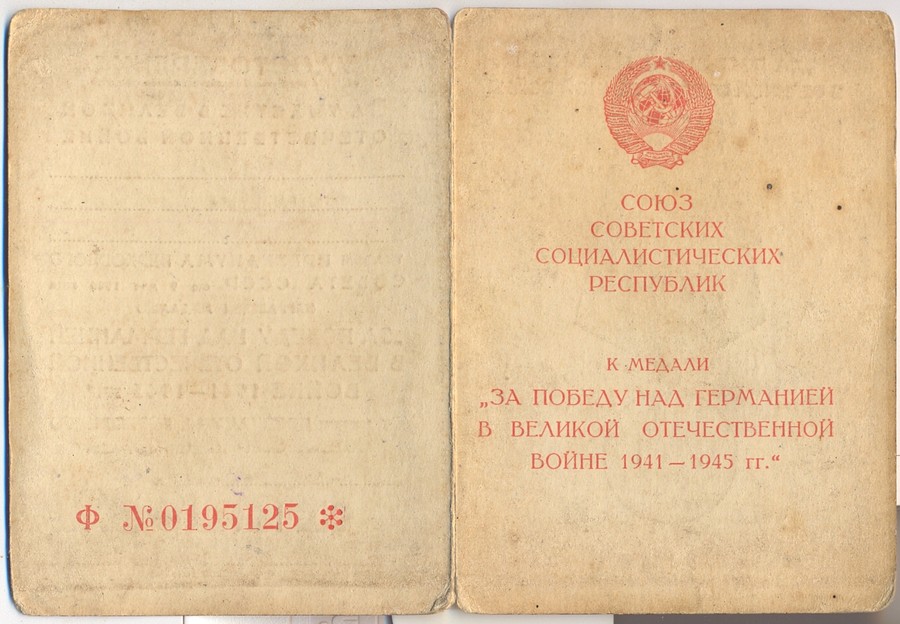 Ф №0195125
СОЮЗ
СОВЕТСКИХ
СОЦИАЛИСТИЧЕСКИХ
РЕСПУБЛИК
К МЕДАЛИ
„ЗА ПОБЕДУ НАД ГЕРМАНИЕЙ
В ВЕЛИКОЙ ОТЕЧЕСТВЕННОЙ
ВОЙНЕ 1941—1945 гг.“